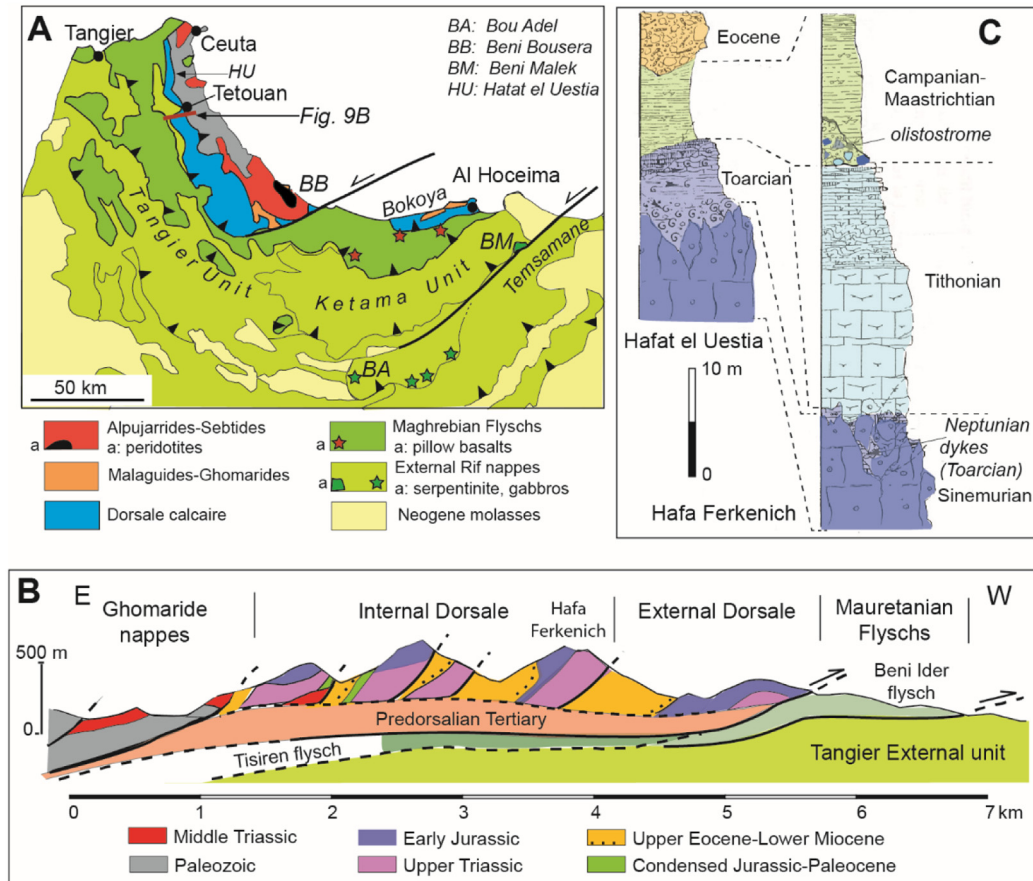 A
Tangier
Ceuta
HU
Tetouan
Fig. 9B
BA: Bou Adel
BB: Beni Bousera
BM: Beni Malek
HU: Hatat el Uestia
BB
Al Hoceima
Bokoya
BM
Temsamane
Tangier Unit
Ketama Unit
BA
50 km
a
Alpujarrides-Sebtides
a: peridotites
Malaguides-Ghomarides
Dorsale calcaire
a
Maghrebian Flyschs
a: pillow basalts
a
External Rif nappes
a: serpentinite, gabbros
Neogene molasses
C
Eocene
Campanian-
Maastrichtian
olistostrome
Toarcian
Tithonian
Hafat el Uestia
10 m
0
Neptunian
dykes
(Toarcian)
Sinemurian
Hafa Ferkenich
B
E
W
Ghomaride
nappes
Internal Dorsale
Hafa
Ferkenich
External Dorsale
Mauretanian
Flyschs
500 m
0
Beni Ider
flysch
Predorsalian Tertiary
Tisiren flysch
Tangier External unit
0 1 2 3 4 5 6 7 km
Middle Triassic
Early Jurassic
Upper Eocene-Lower Miocene
Paleozoic
Upper Triassic
Condensed Jurassic-Paleocene